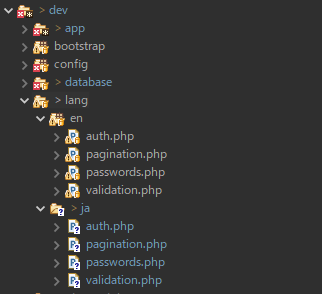 > dev
> app
bootstrap
config
> database
> lang
en
auth.php
pagination.php
passwords.php
validation.php
> ja
auth.php
pagination.php
passwords.php
validation.php